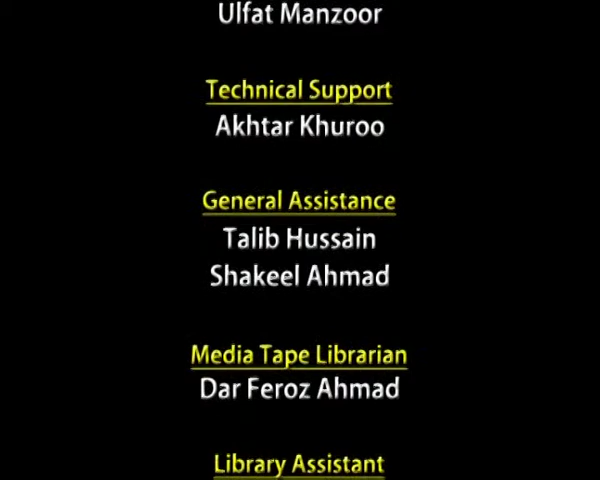 Ulfat Manzoor
Technical Support
Akhtar Khuroo
General Assistance
Talib Hussain
Shakeel Ahmad
Media Tape Librarian
Dar Feroz Ahmad
Library Assistant